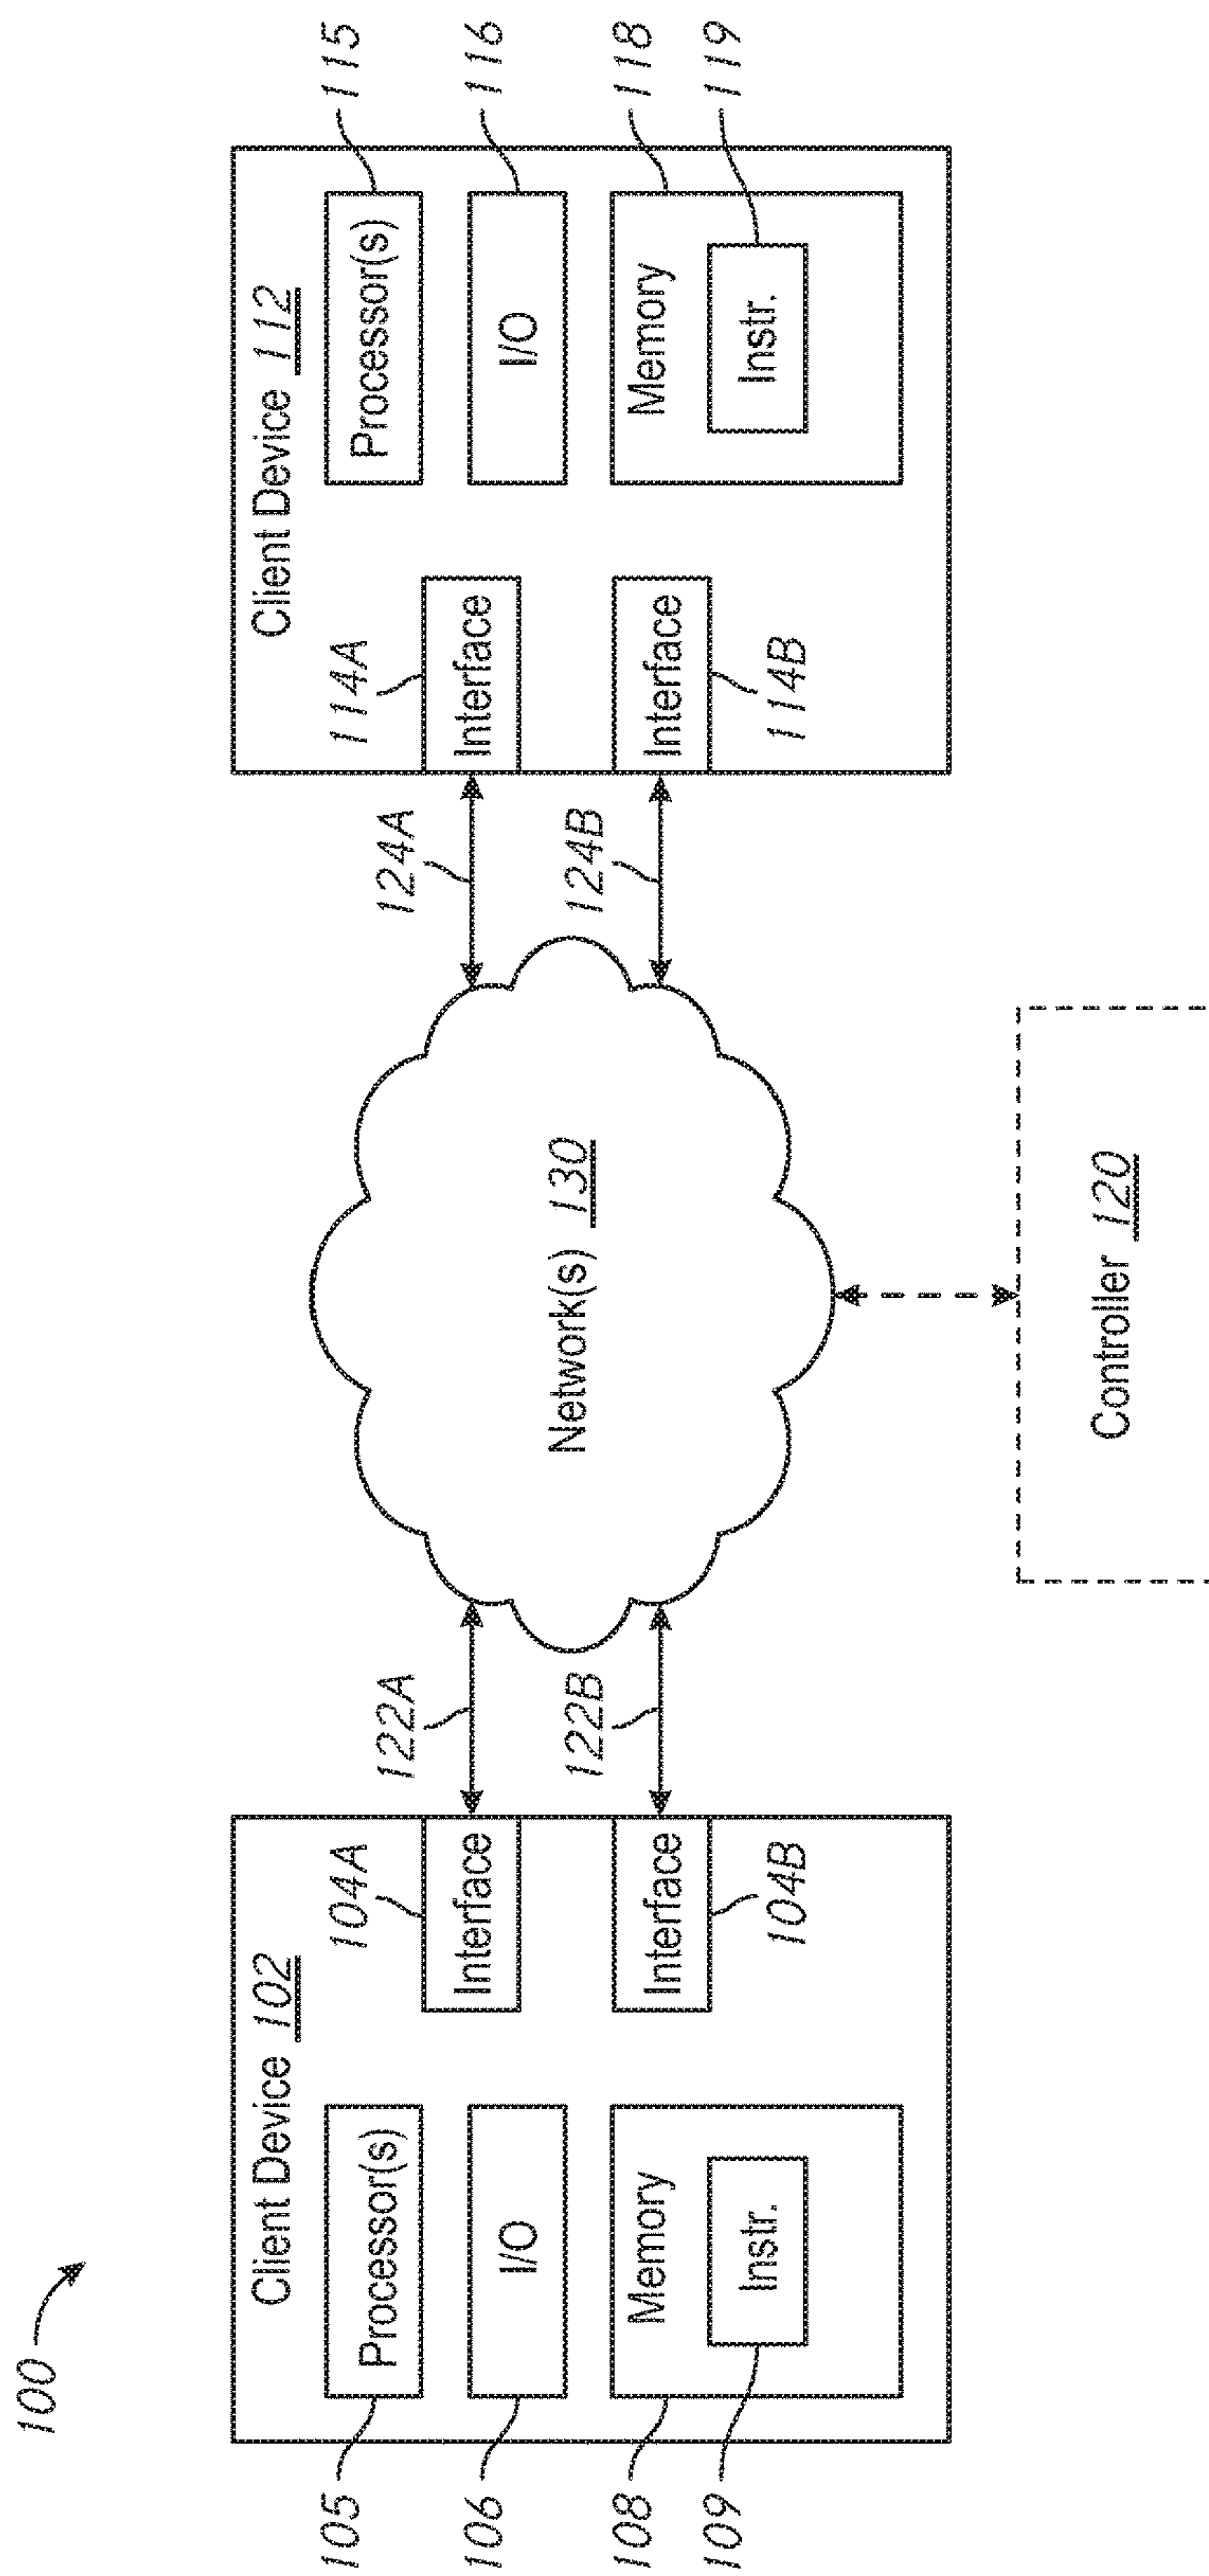 100
Client Device 102
105
Processor(s)
106
I/O
108
Memory
109
Instr.
104A
Interface
104B
Interface
122A
122B
Network(s) 130
124A
124B
Client Device 112
114A
Interface
114B
Interface
Processor(s)
115
I/O
116
Memory
118
Instr.
119
Controller 120